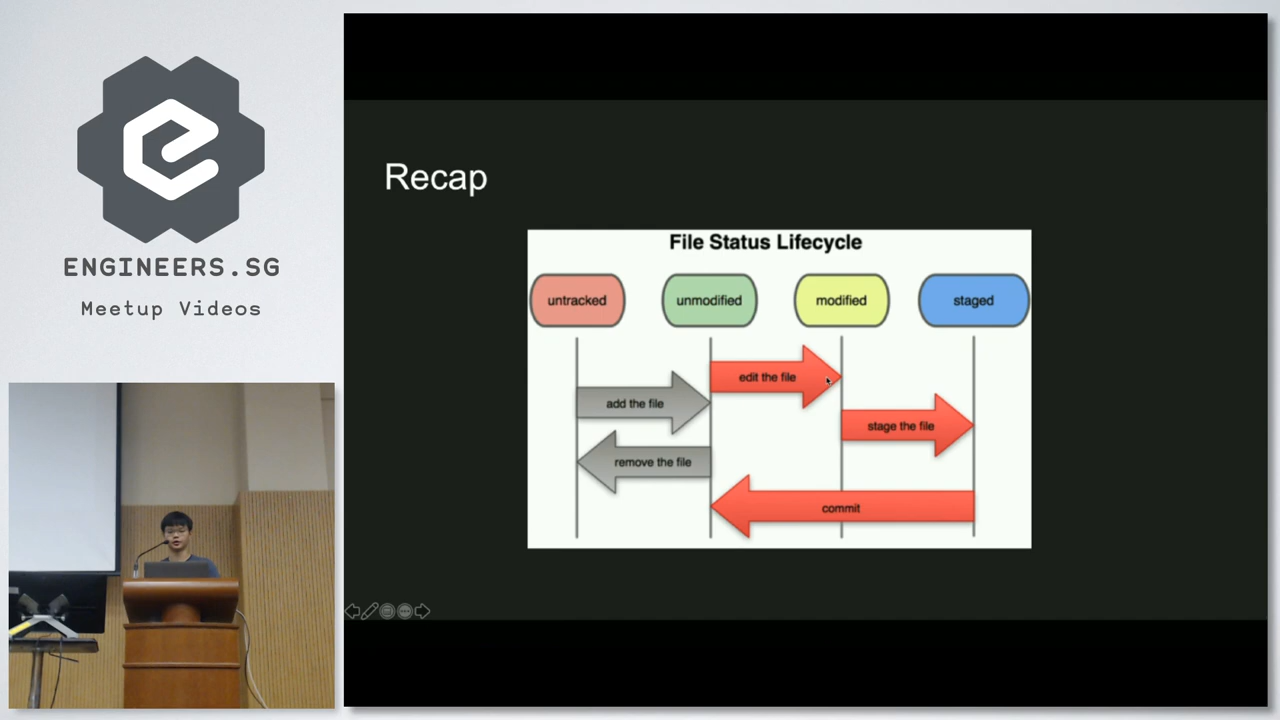 ENGINEERS.SG
Meetup Videos
Recap
File Status Lifecycle
untracked
unmodified
modified
staged
edit the file
add the file
stage the file
remove the file
commit